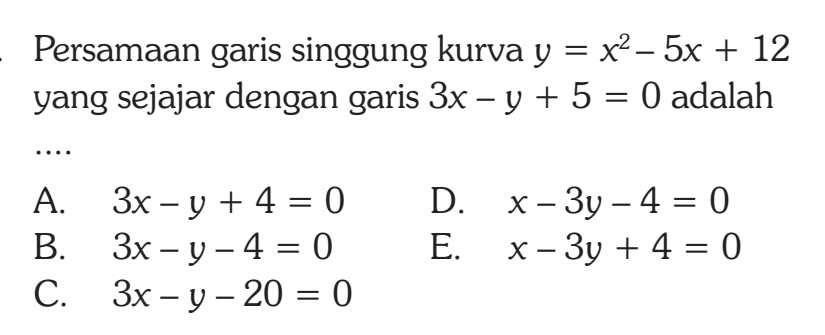 . Persamaan garis singgung kurva y = x² – 5x + 12
yang sejajar dengan garis 3x – y + 5 = 0 adalah
....
A. 3x – y + 4 = 0 D. x – 3y – 4 = 0
B. 3x – y – 4 = 0 E. x – 3y + 4 = 0
C. 3x – y – 20 = 0